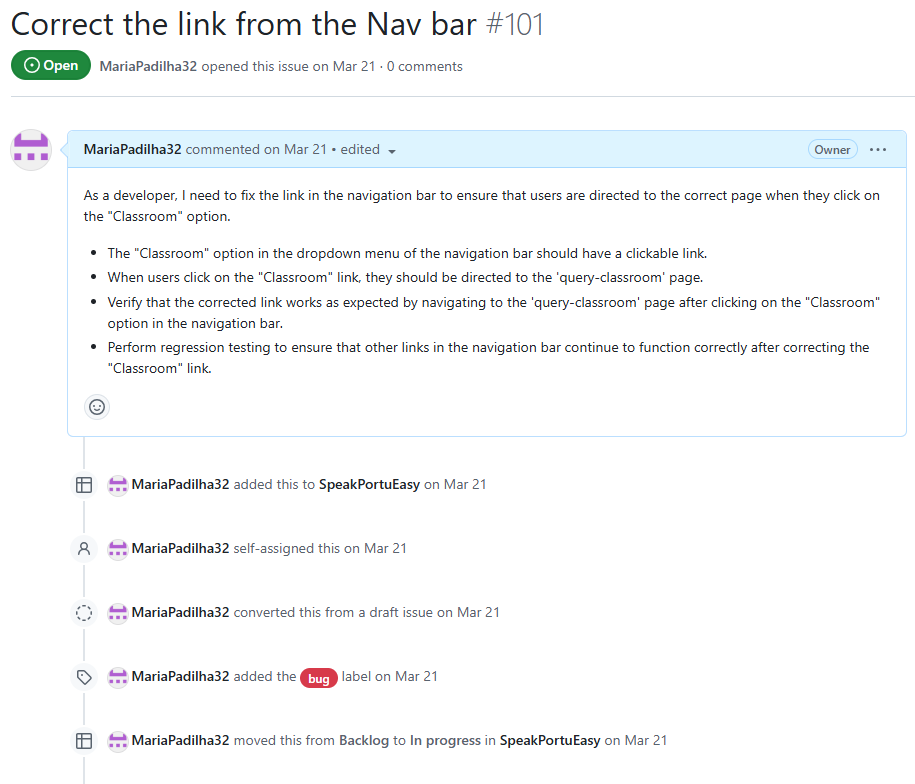 Correct the link from the Nav bar #101
Open MariaPadilha32 opened this issue on Mar 21 · 0 comments
MariaPadilha32 commented on Mar 21 • edited Owner
As a developer, I need to fix the link in the navigation bar to ensure that users are directed to the correct page when they click on
the "Classroom" option.
• The "Classroom" option in the dropdown menu of the navigation bar should have a clickable link.
• When users click on the "Classroom" link, they should be directed to the 'query-classroom' page.
• Verify that the corrected link works as expected by navigating to the 'query-classroom' page after clicking on the "Classroom"
option in the navigation bar.
• Perform regression testing to ensure that other links in the navigation bar continue to function correctly after correcting the
"Classroom" link.
MariaPadilha32 added this to SpeakPortuEasy on Mar 21
MariaPadilha32 self-assigned this on Mar 21
MariaPadilha32 converted this from a draft issue on Mar 21
MariaPadilha32 added the bug label on Mar 21
MariaPadilha32 moved this from Backlog to In progress in SpeakPortuEasy on Mar 21